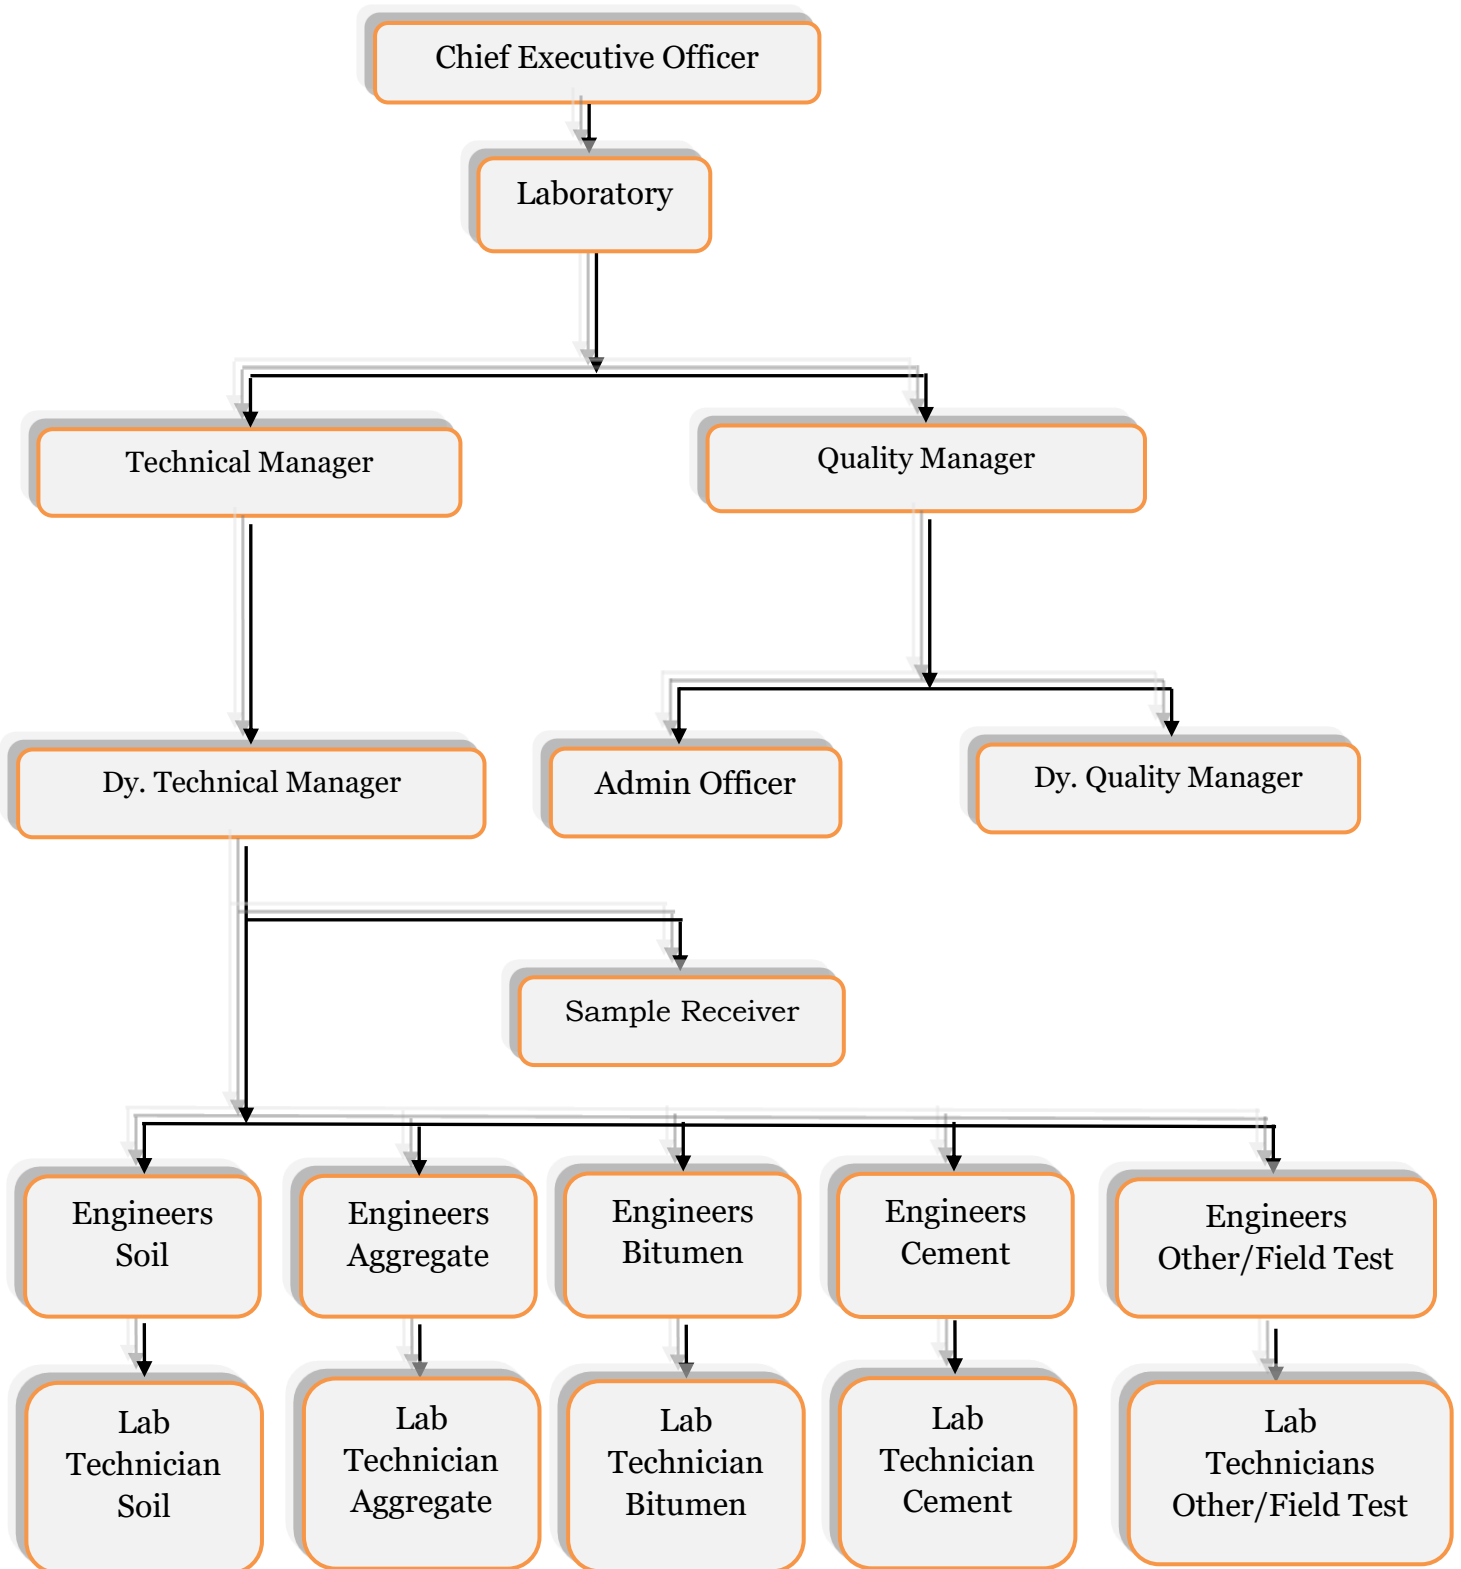 Chief Executive Officer
Laboratory
Technical Manager
Quality Manager
Dy. Technical Manager
Admin Officer
Dy. Quality Manager
Sample Receiver
Engineers
Soil
Engineers
Aggregate
Engineers
Bitumen
Engineers
Cement
Engineers
Other/Field Test
Lab
Technician
Soil
Lab
Technician
Aggregate
Lab
Technician
Bitumen
Lab
Technician
Cement
Lab
Technicians
Other/Field Test